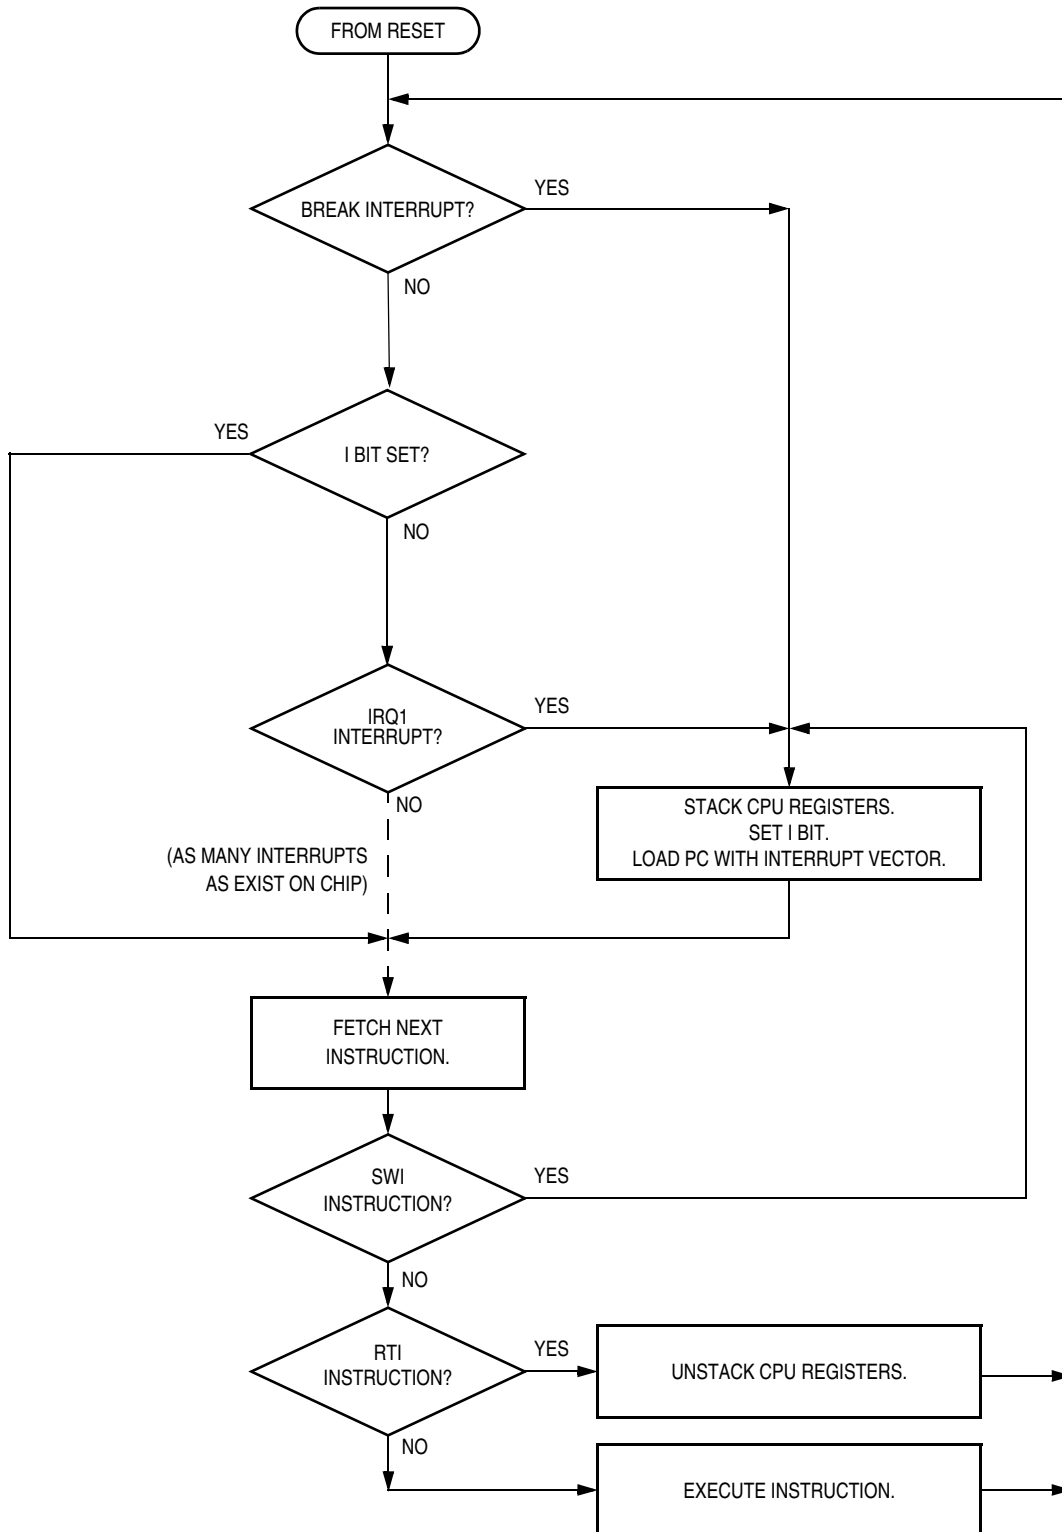 FROM RESET
BREAK INTERRUPT?
YES
NO
YES
I BIT SET?
NO
IRQ1
INTERRUPT?
YES
NO
(AS MANY INTERRUPTS
AS EXIST ON CHIP)
STACK CPU REGISTERS.
SET I BIT.
LOAD PC WITH INTERRUPT VECTOR.
FETCH NEXT
INSTRUCTION.
SWI
INSTRUCTION?
YES
NO
RTI
INSTRUCTION?
YES
UNSTACK CPU REGISTERS.
NO
EXECUTE INSTRUCTION.